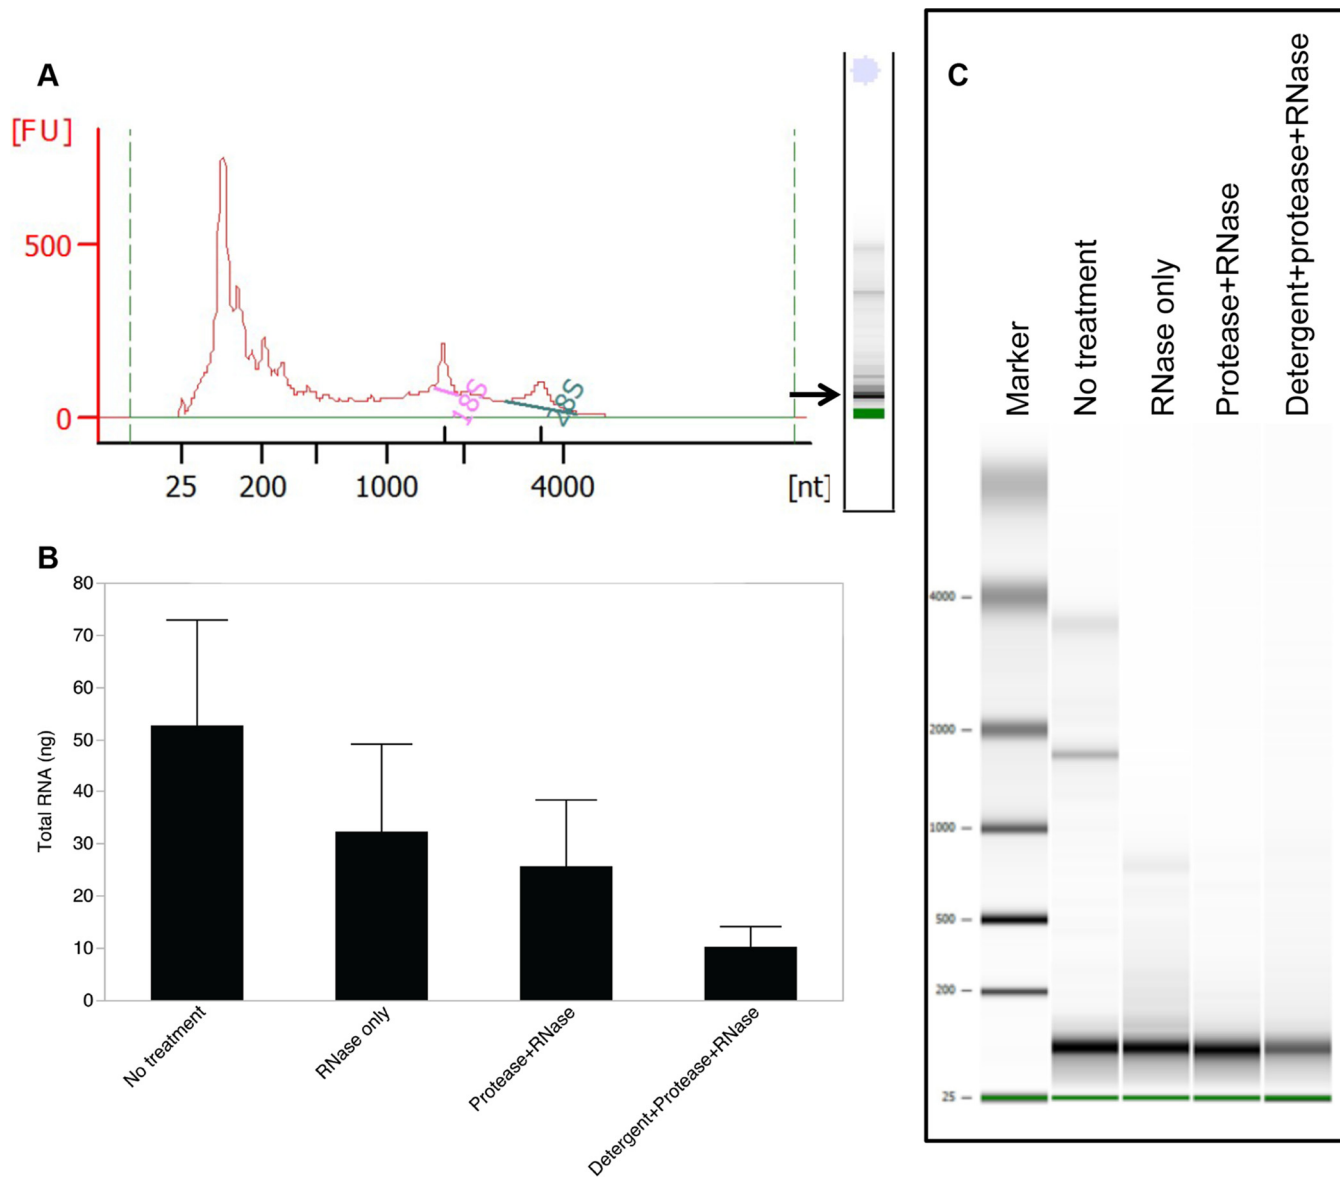 A
[FU]
500
0
18S
28S
25 200 1000 4000 [nt]
B
80
70
60
50
40
30
20
10
0
Total RNA (ng)
No treatment
RNase only
Protease+RNase
Detergent+Protease+RNase
C
Marker
No treatment
RNase only
Protease+RNase
Detergent+protease+RNase
4000
2000
1000
500
200
25